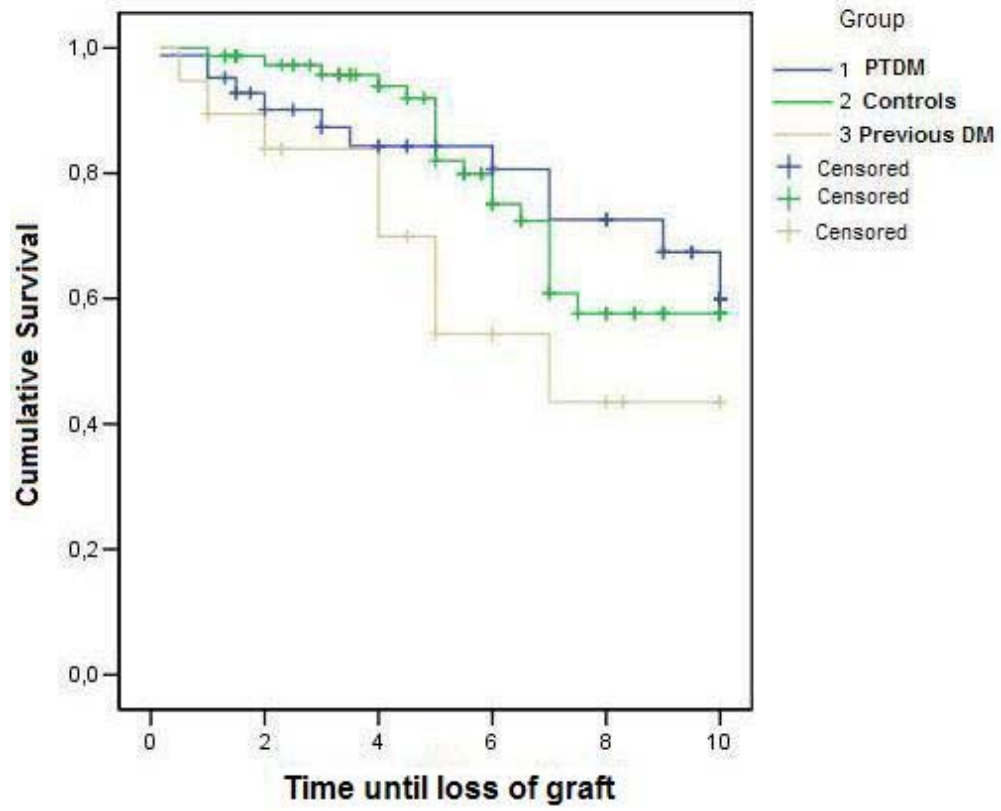 Group
1 PTDM
2 Controls
3 Previous DM
Censored
Censored
Censored
Cumulative Survival
1,0
0,8
0,6
0,4
0,2
0,0
0 2 4 6 8 10
Time until loss of graft